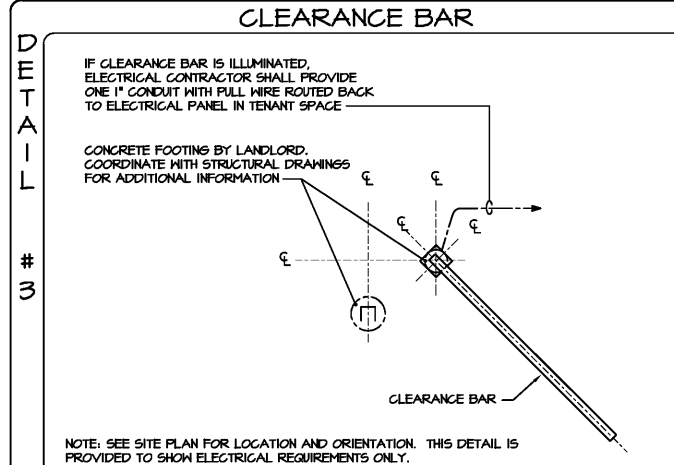 CLEARANCE BAR
DETAIL #3
IF CLEARANCE BAR IS ILLUMINATED,
ELECTRICAL CONTRACTOR SHALL PROVIDE
ONE 1" CONDUIT WITH PULL WIRE ROUTED BACK
TO ELECTRICAL PANEL IN TENANT SPACE
CONCRETE FOOTING BY LANDLORD.
COORDINATE WITH STRUCTURAL DRAWINGS
FOR ADDITIONAL INFORMATION
℄
℄
℄
℄
℄
CLEARANCE BAR
NOTE: SEE SITE PLAN FOR LOCATION AND ORIENTATION. THIS DETAIL IS
PROVIDED TO SHOW ELECTRICAL REQUIREMENTS ONLY.